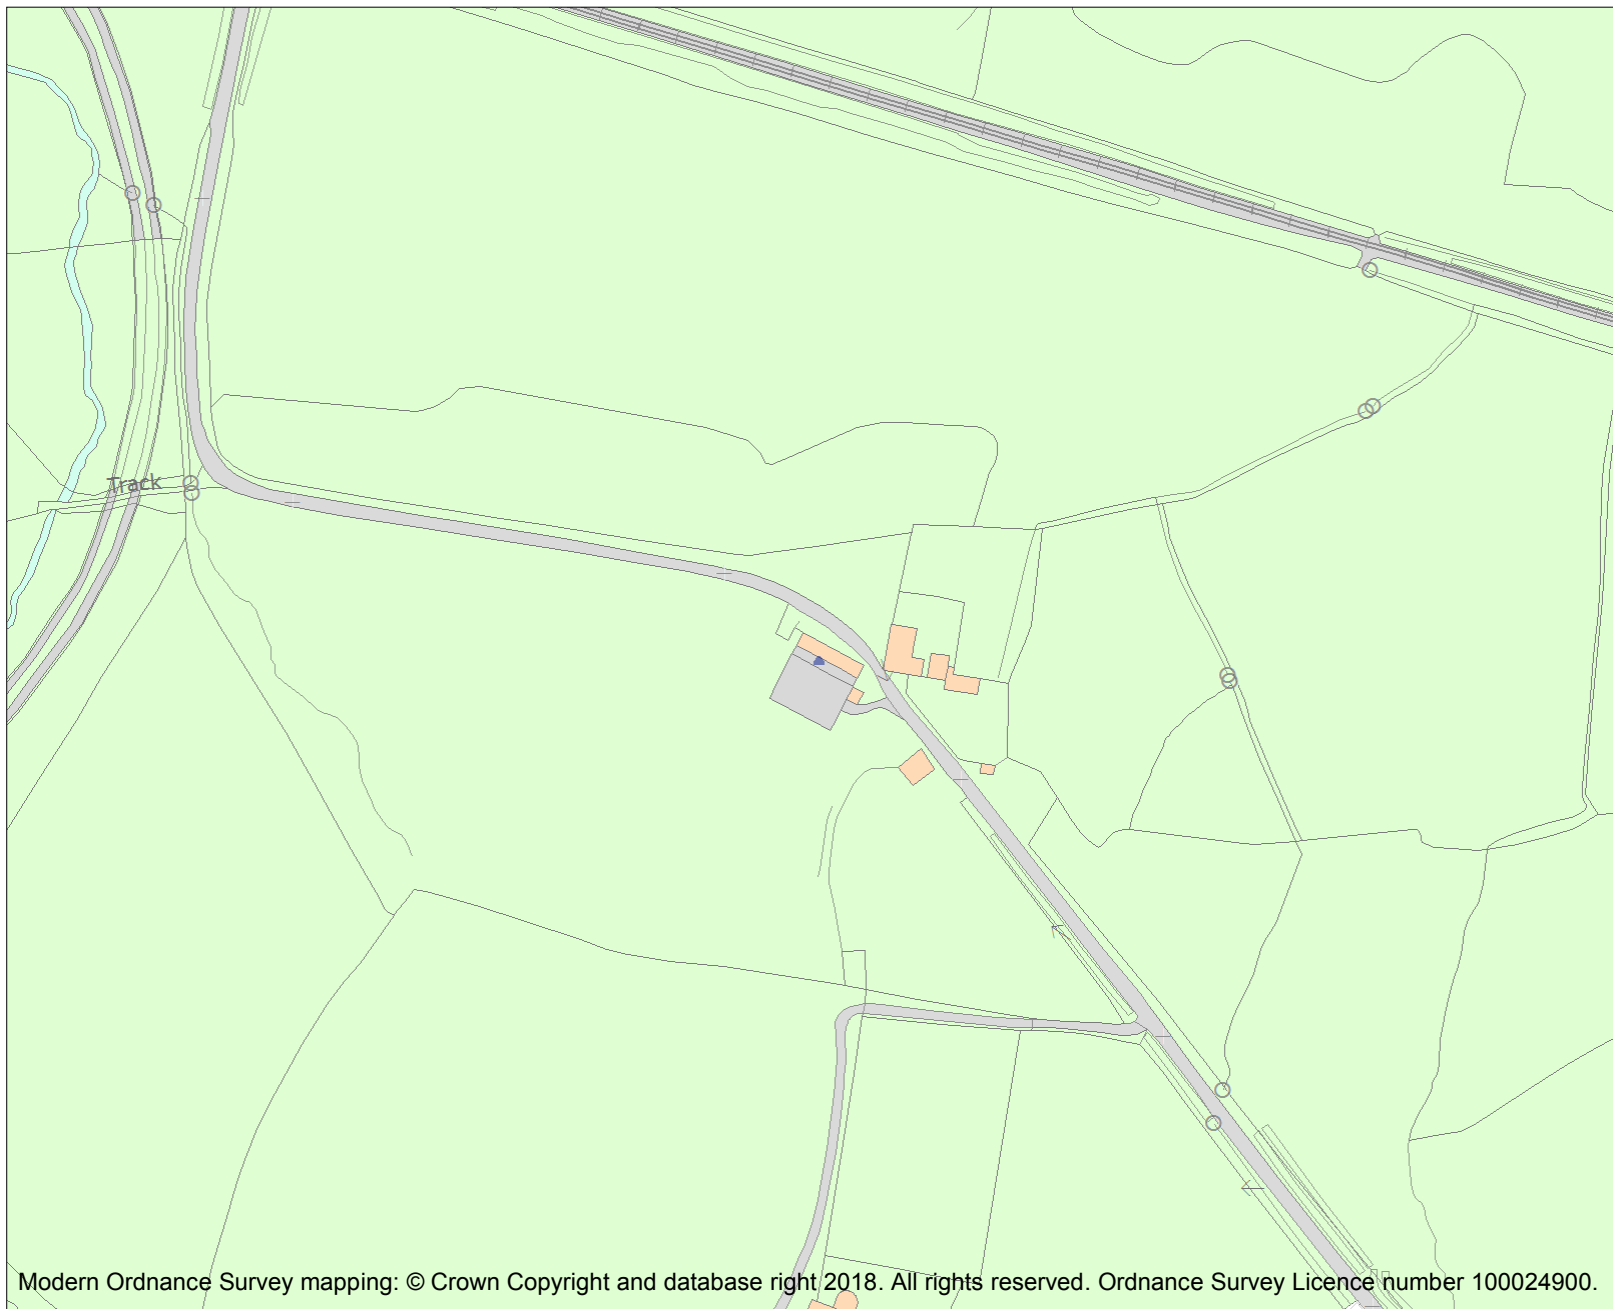 Track
Modern Ordnance Survey mapping: © Crown Copyright and database right 2018. All rights reserved. Ordnance Survey Licence number 100024900.